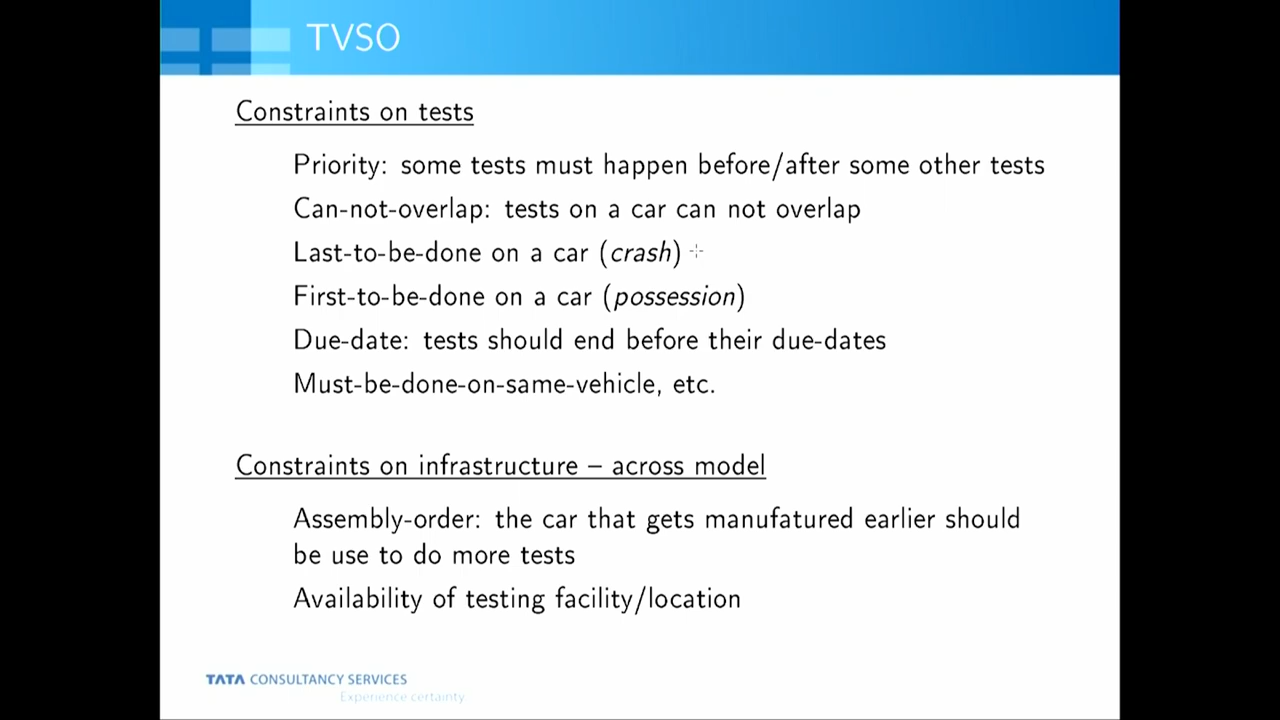 TVSO
Constraints on tests
Priority: some tests must happen before/after some other tests
Can-not-overlap: tests on a car can not overlap
Last-to-be-done on a car (crash)
First-to-be-done on a car (possession)
Due-date: tests should end before their due-dates
Must-be-done-on-same-vehicle, etc.
Constraints on infrastructure – across model
Assembly-order: the car that gets manufatured earlier should
be use to do more tests
Availability of testing facility/location
TATA CONSULTANCY SERVICES
Experience certainty